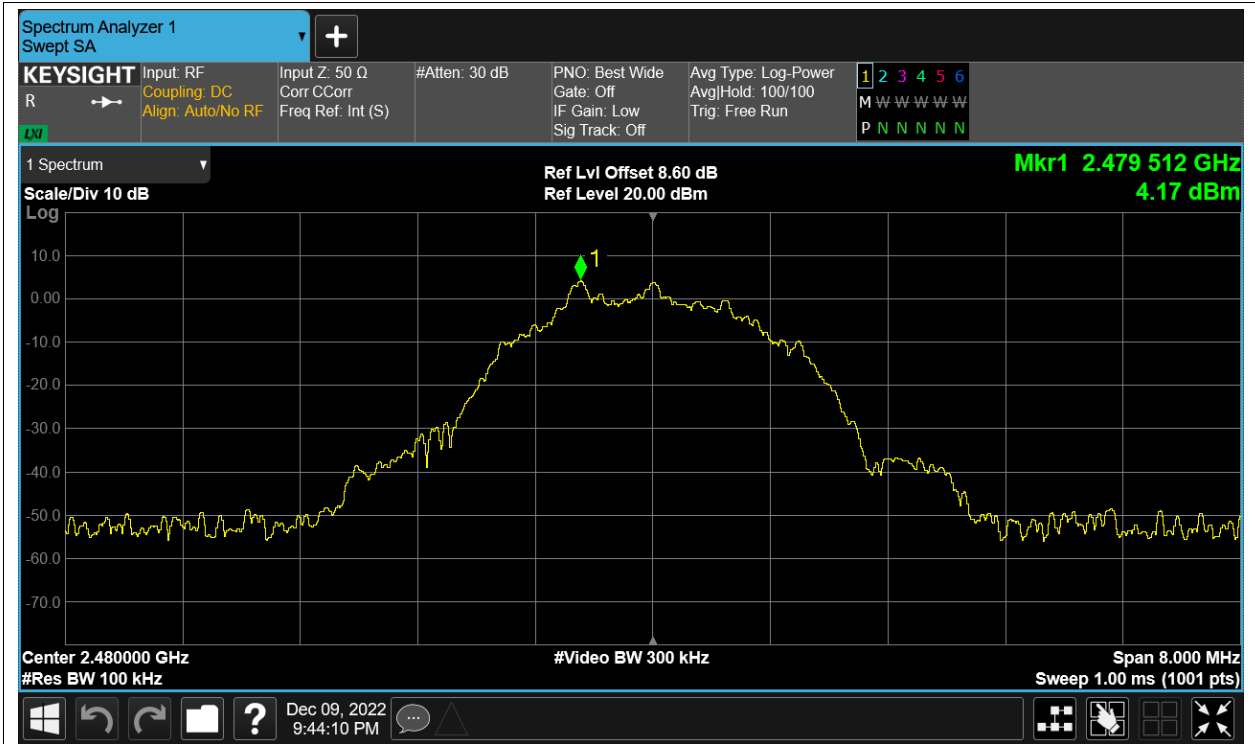 Spectrum Analyzer 1
Swept SA
KEYSIGHT
R
LXI
Input: RF
Coupling: DC
Align: Auto/No RF
Input Z: 50 Ω
Corr CCorr
Freq Ref: Int (S)
#Atten: 30 dB
PNO: Best Wide
Gate: Off
IF Gain: Low
Sig Track: Off
Avg Type: Log-Power
Avg|Hold: 100/100
Trig: Free Run
1 2 3 4 5 6
M W W W W W
P N N N N N
1 Spectrum
Scale/Div 10 dB
Log
Ref Lvl Offset 8.60 dB
Ref Level 20.00 dBm
Mkr1 2.479 512 GHz
4.17 dBm
1
10.0
0.00
-10.0
-20.0
-30.0
-40.0
-50.0
-60.0
-70.0
Center 2.480000 GHz
#Res BW 100 kHz
#Video BW 300 kHz
Span 8.000 MHz
Sweep 1.00 ms (1001 pts)
?
Dec 09, 2022
9:44:10 PM